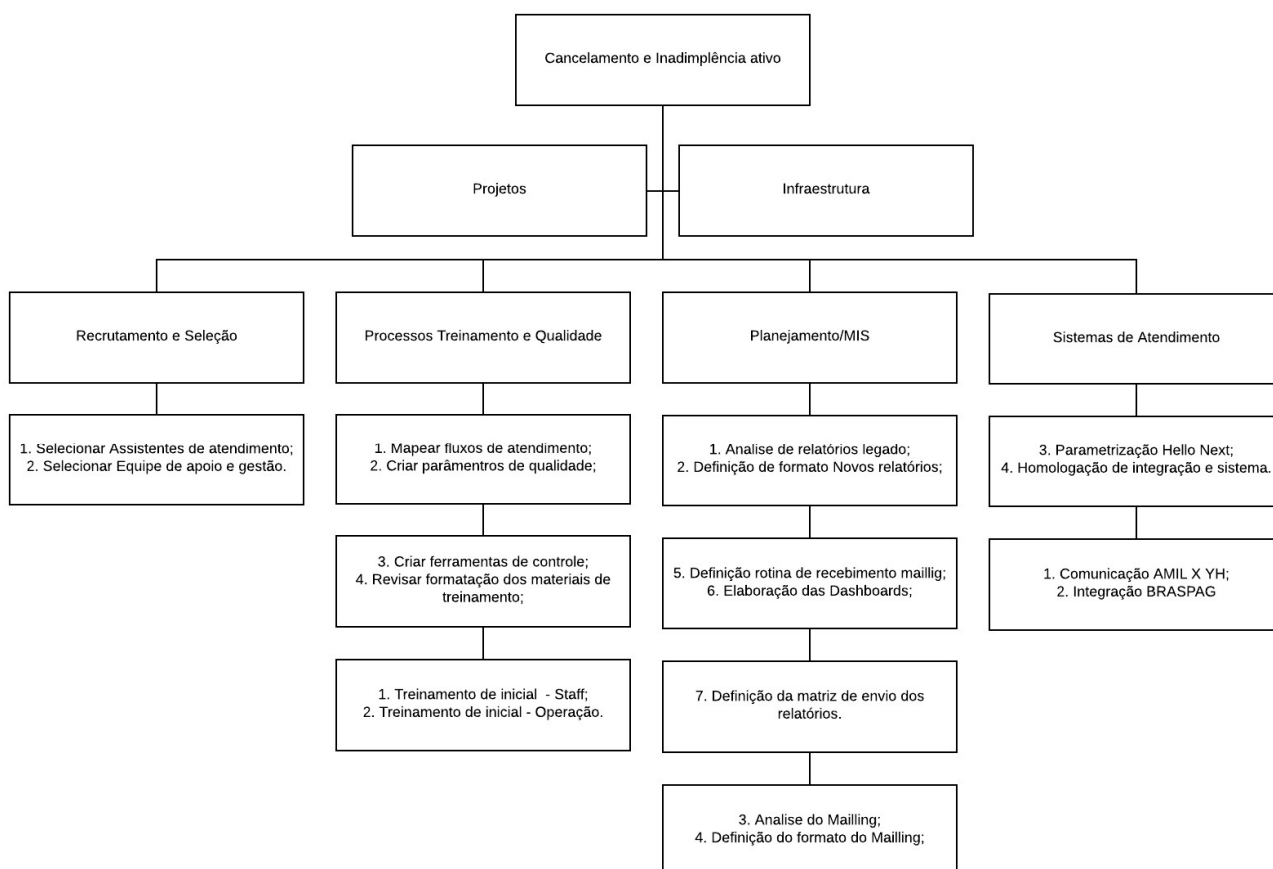 Cancelamento e Inadimplência ativo
Projetos
Infraestrutura
Recrutamento e Seleção
Processos Treinamento e Qualidade
Planejamento/MIS
Sistemas de Atendimento
1. Selecionar Assistentes de atendimento;
2. Selecionar Equipe de apoio e gestão.
1. Mapear fluxos de atendimento;
2. Criar parâmentros de qualidade;
1. Analise de relatórios legado;
2. Definição de formato Novos relatórios;
3. Parametrização Hello Next;
4. Homologação de integração e sistema.
3. Criar ferramentas de controle;
4. Revisar formatação dos materiais de
treinamento;
5. Definição rotina de recebimento maillig;
6. Elaboração das Dashboards;
1. Comunicação AMIL X YH;
2. Integração BRASPAG
1. Treinamento de inicial - Staff;
2. Treinamento de inicial - Operação.
7. Definição da matriz de envio dos
relatórios.
3. Analise do Mailling;
4. Definição do formato do Mailling;